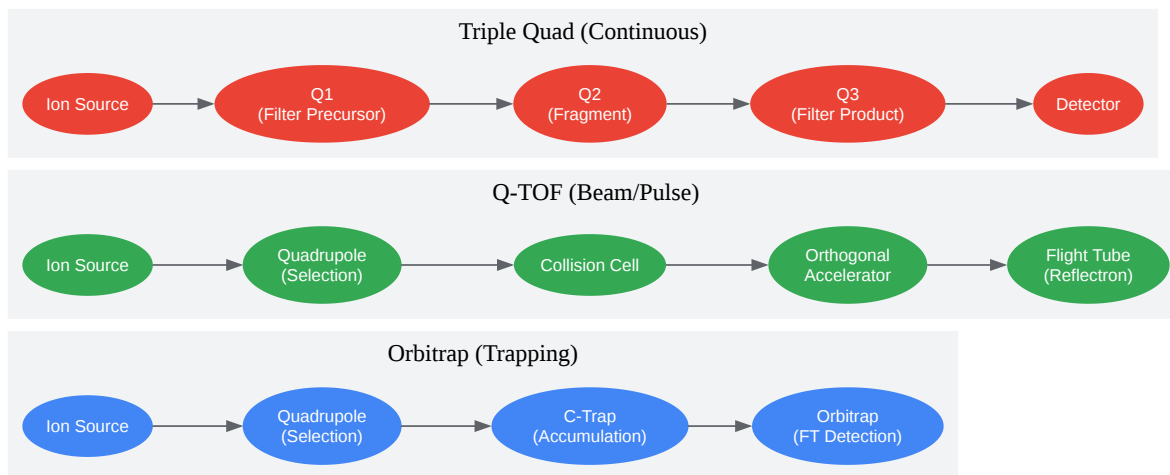 Triple Quad (Continuous)
Ion Source
Q1
(Filter Precursor)
Q2
(Fragment)
Q3
(Filter Product)
Detector
Q-TOF (Beam/Pulse)
Ion Source
Quadrupole
(Selection)
Collision Cell
Orthogonal
Accelerator
Flight Tube
(Reflectron)
Orbitrap (Trapping)
Ion Source
Quadrupole
(Selection)
C-Trap
(Accumulation)
Orbitrap
(FT Detection)